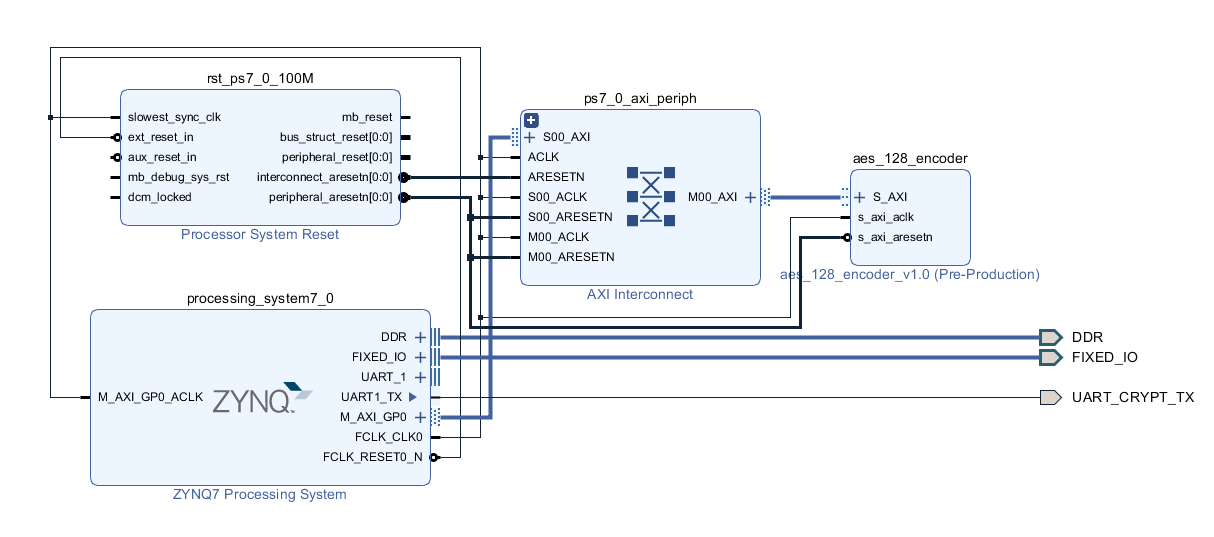 rst_ps7_0_100M
slowest_sync_clk
ext_reset_in
aux_reset_in
mb_debug_sys_rst
dcm_locked
mb_reset
bus_struct_reset[0:0]
peripheral_reset[0:0]
interconnect_aresetn[0:0]
peripheral_aresetn[0:0]
Processor System Reset
ps7_0_axi_periph
S00_AXI
ACLK
ARESETN
S00_ACLK
S00_ARESETN
M00_ACLK
M00_ARESETN
M00_AXI
AXI Interconnect
aes_128_encoder
S_AXI
s_axi_aclk
s_axi_aresetn
aes_128_encoder_v1.0 (Pre-Production)
processing_system7_0
M_AXI_GP0_ACLK
ZYNQ
DDR
FIXED_IO
UART_1
UART1_TX
M_AXI_GP0
FCLK_CLK0
FCLK_RESET0_N
ZYNQ7 Processing System
DDR
FIXED_IO
UART_CRYPT_TX